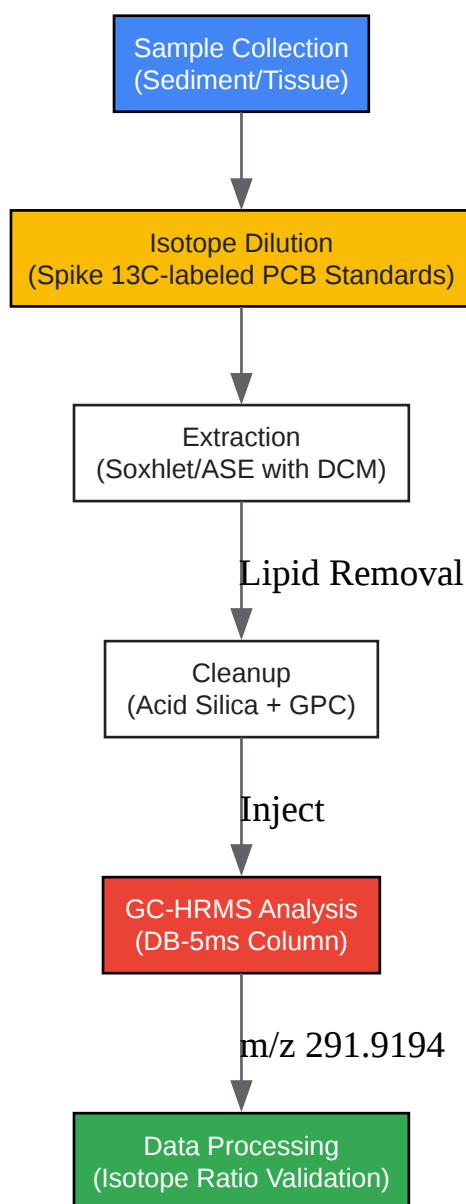 Sample Collection
(Sediment/Tissue)
Isotope Dilution
(Spike 13C-labeled PCB Standards)
Extraction
(Soxhlet/ASE with DCM)
Lipid Removal
Cleanup
(Acid Silica + GPC)
Inject
GC-HRMS Analysis
(DB-5ms Column)
m/z 291.9194
Data Processing
(Isotope Ratio Validation)